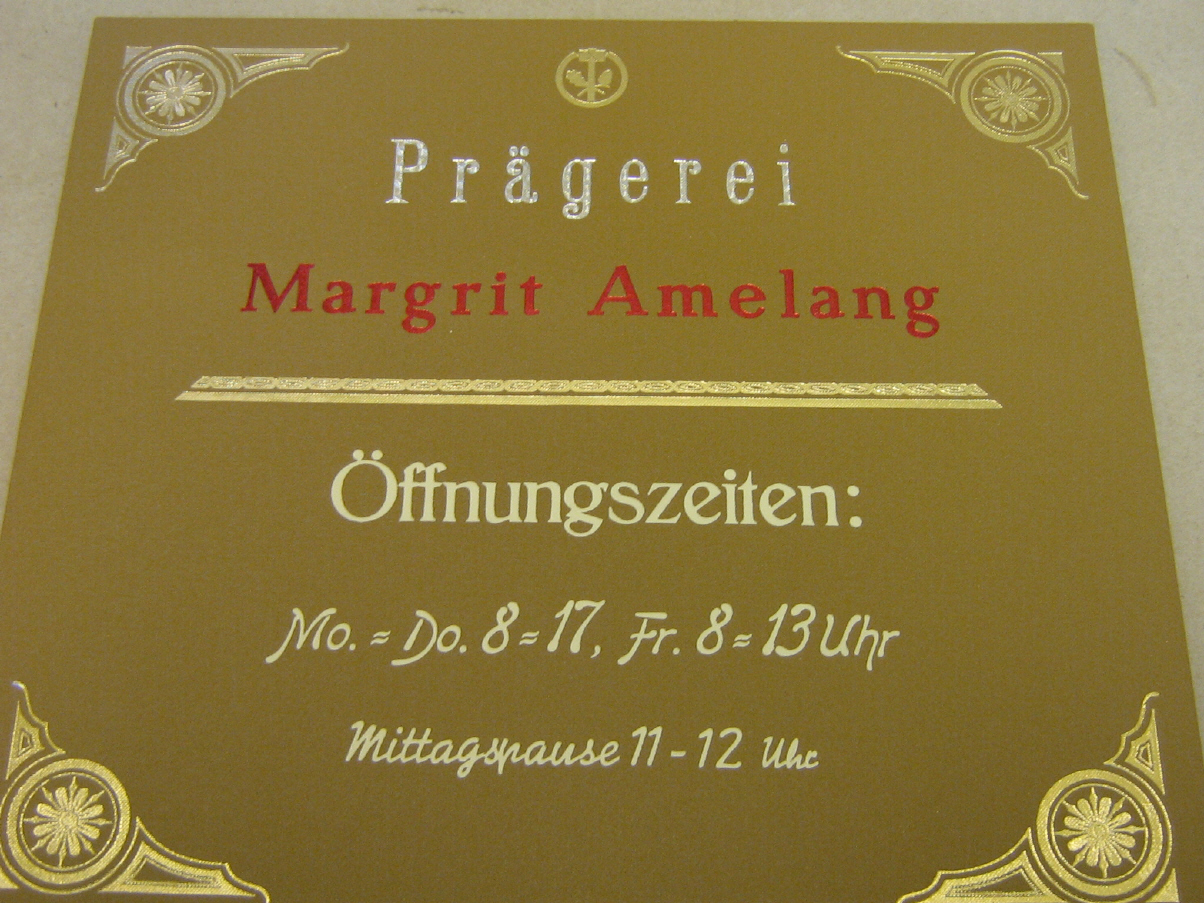 Prägerei
Margrit Amelang
Öffnungszeiten:
Mo. = Do. 8 = 17, Fr. 8 = 13 Uhr
Mittagspause 11 - 12 Uhr